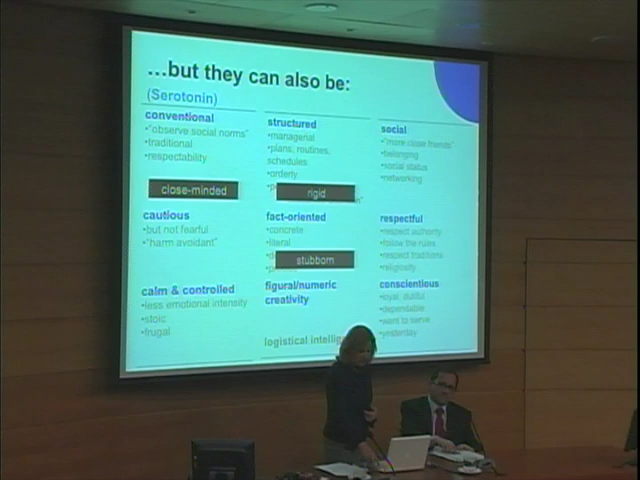 ...but they can also be:
(Serotonin)
conventional
•"observe social norms"
•traditional
•respectability
close-minded
cautious
•but not fearful
•"harm avoidant"
calm & controlled
•less emotional intensity
•stoic
•frugal
structured
•managerial
•plans, routines,
schedules
•orderly
rigid
fact-oriented
•concrete
•literal
stubborn
figural/numeric
creativity
logistical
social
•"more close friends"
•belonging
•social status
•networking
respectful
•respect authority
•follow the rules
•respect traditions
•religiosity
conscientious
•loyal, dutiful
•dependable
•want to serve
•yesterday